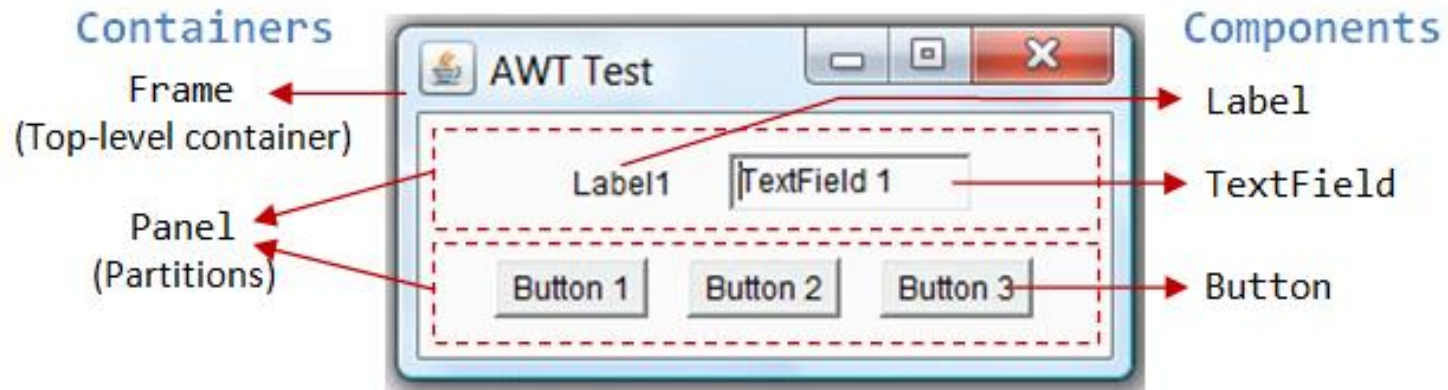 Containers
Components
Frame
(Top-level container)
Panel
(Partitions)
AWT Test
Label1
TextField 1
Button 1
Button 2
Button 3
Label
TextField
Button